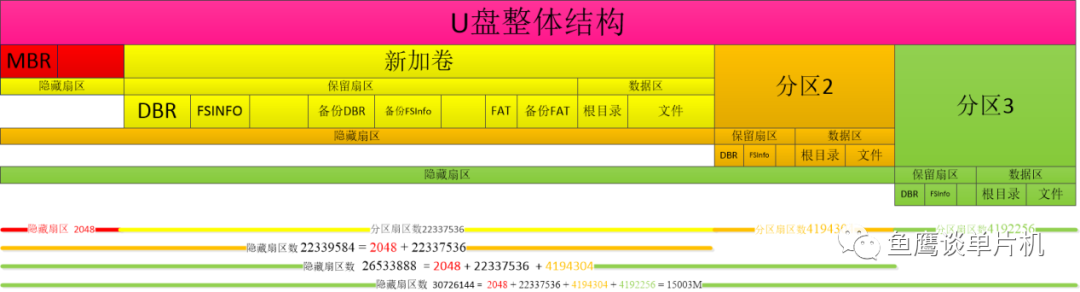 U盘整体结构
MBR 新加卷 分区2 分区3
隐藏扇区 保留扇区 数据区
DBR FSINFO 备份DBR 备份FSInfo FAT 备份FAT 根目录 文件
隐藏扇区 保留扇区 数据区
DBR FSInfo 根目录 文件
隐藏扇区 保留扇区 数据区
DBR FSInfo 根目录 文件
隐藏扇区 2048 分区扇区数22337536 分区扇区数41943 分区扇区数4192256
隐藏扇区数 22339584 = 2048 + 22337536
鱼鹰谈单片机
隐藏扇区数 26533888 = 2048 + 22337536 + 4194304
隐藏扇区数 30726144 = 2048 + 22337536 + 4194304 + 4192256 = 15003M